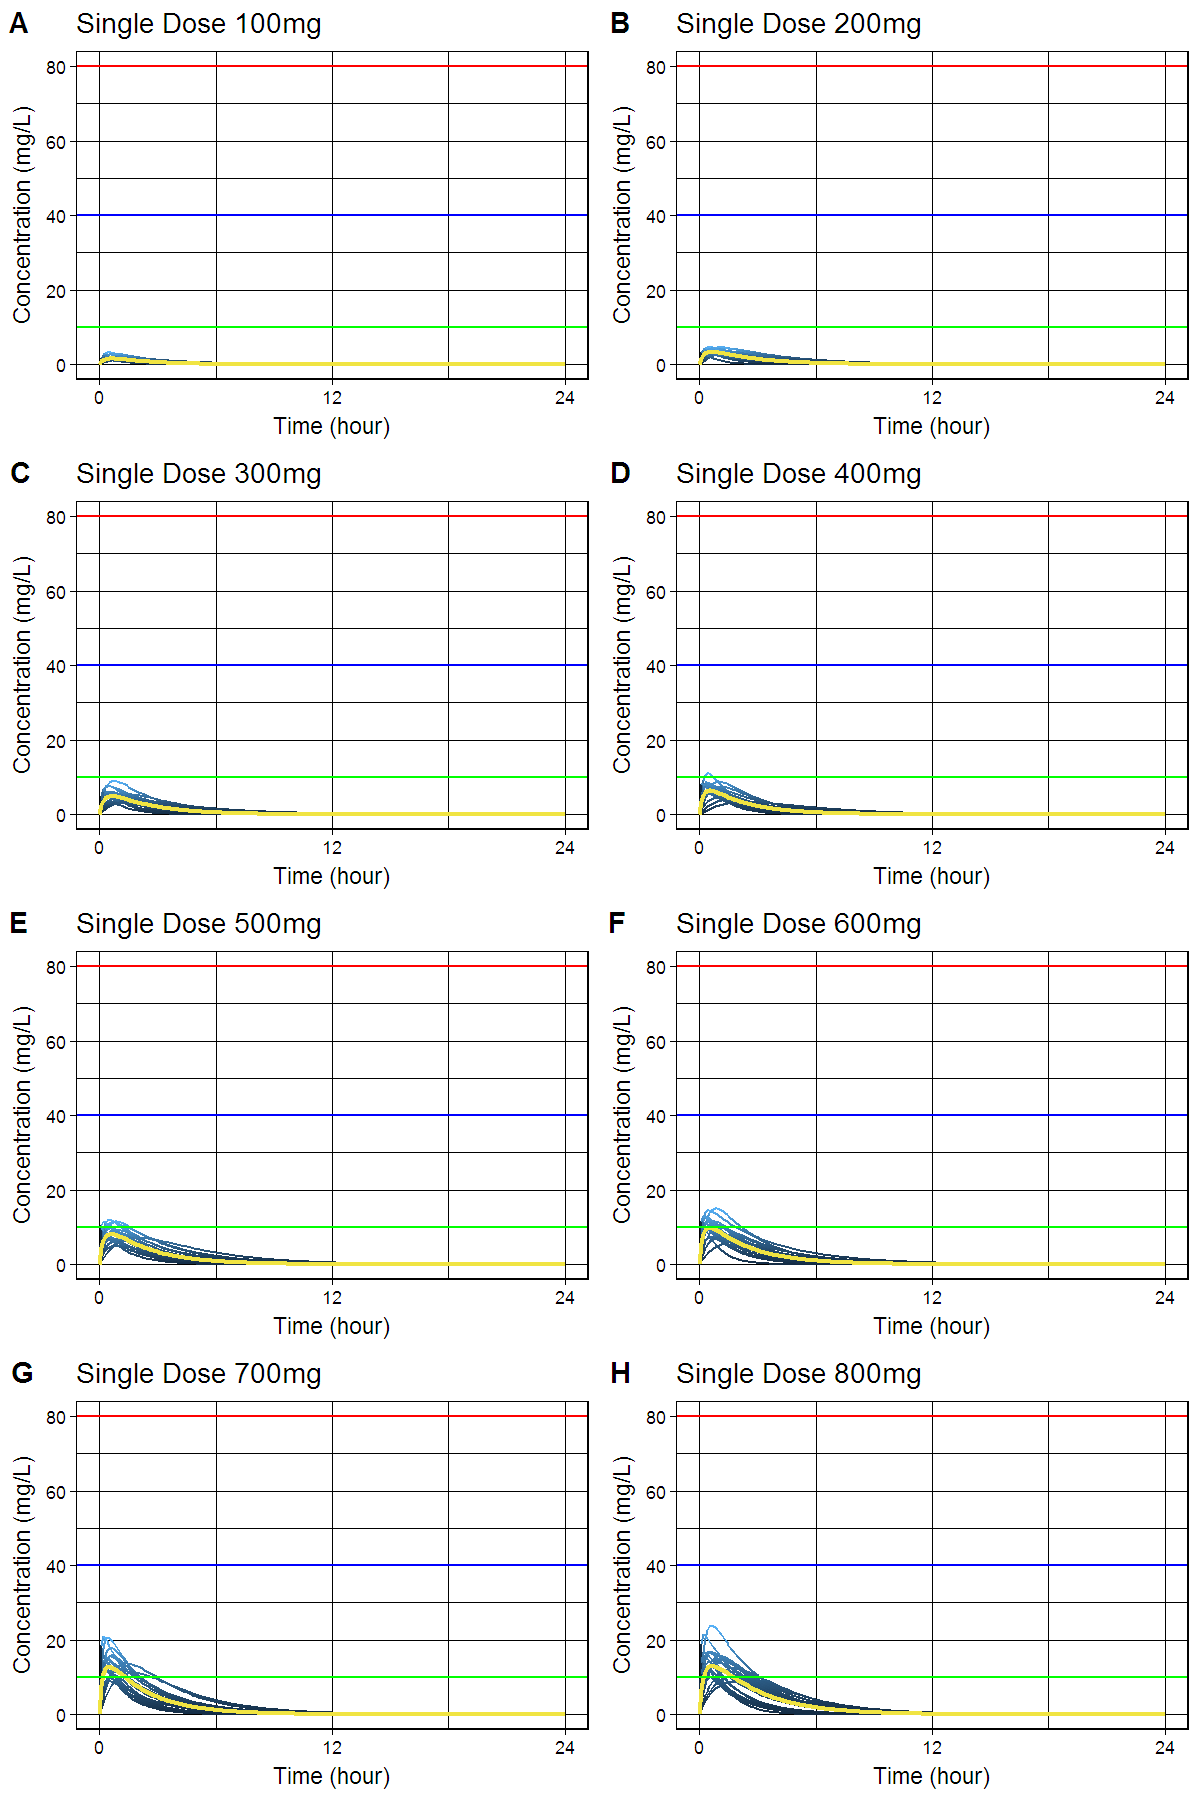 A Single Dose 100mg
80
60
40
20
0
Concentration (mg/L)
0 12 24
Time (hour)
B Single Dose 200mg
80
60
40
20
0
Concentration (mg/L)
0 12 24
Time (hour)
C Single Dose 300mg
80
60
40
20
0
Concentration (mg/L)
0 12 24
Time (hour)
D Single Dose 400mg
80
60
40
20
0
Concentration (mg/L)
0 12 24
Time (hour)
E Single Dose 500mg
80
60
40
20
0
Concentration (mg/L)
0 12 24
Time (hour)
F Single Dose 600mg
80
60
40
20
0
Concentration (mg/L)
0 12 24
Time (hour)
G Single Dose 700mg
80
60
40
20
0
Concentration (mg/L)
0 12 24
Time (hour)
H Single Dose 800mg
80
60
40
20
0
Concentration (mg/L)
0 12 24
Time (hour)